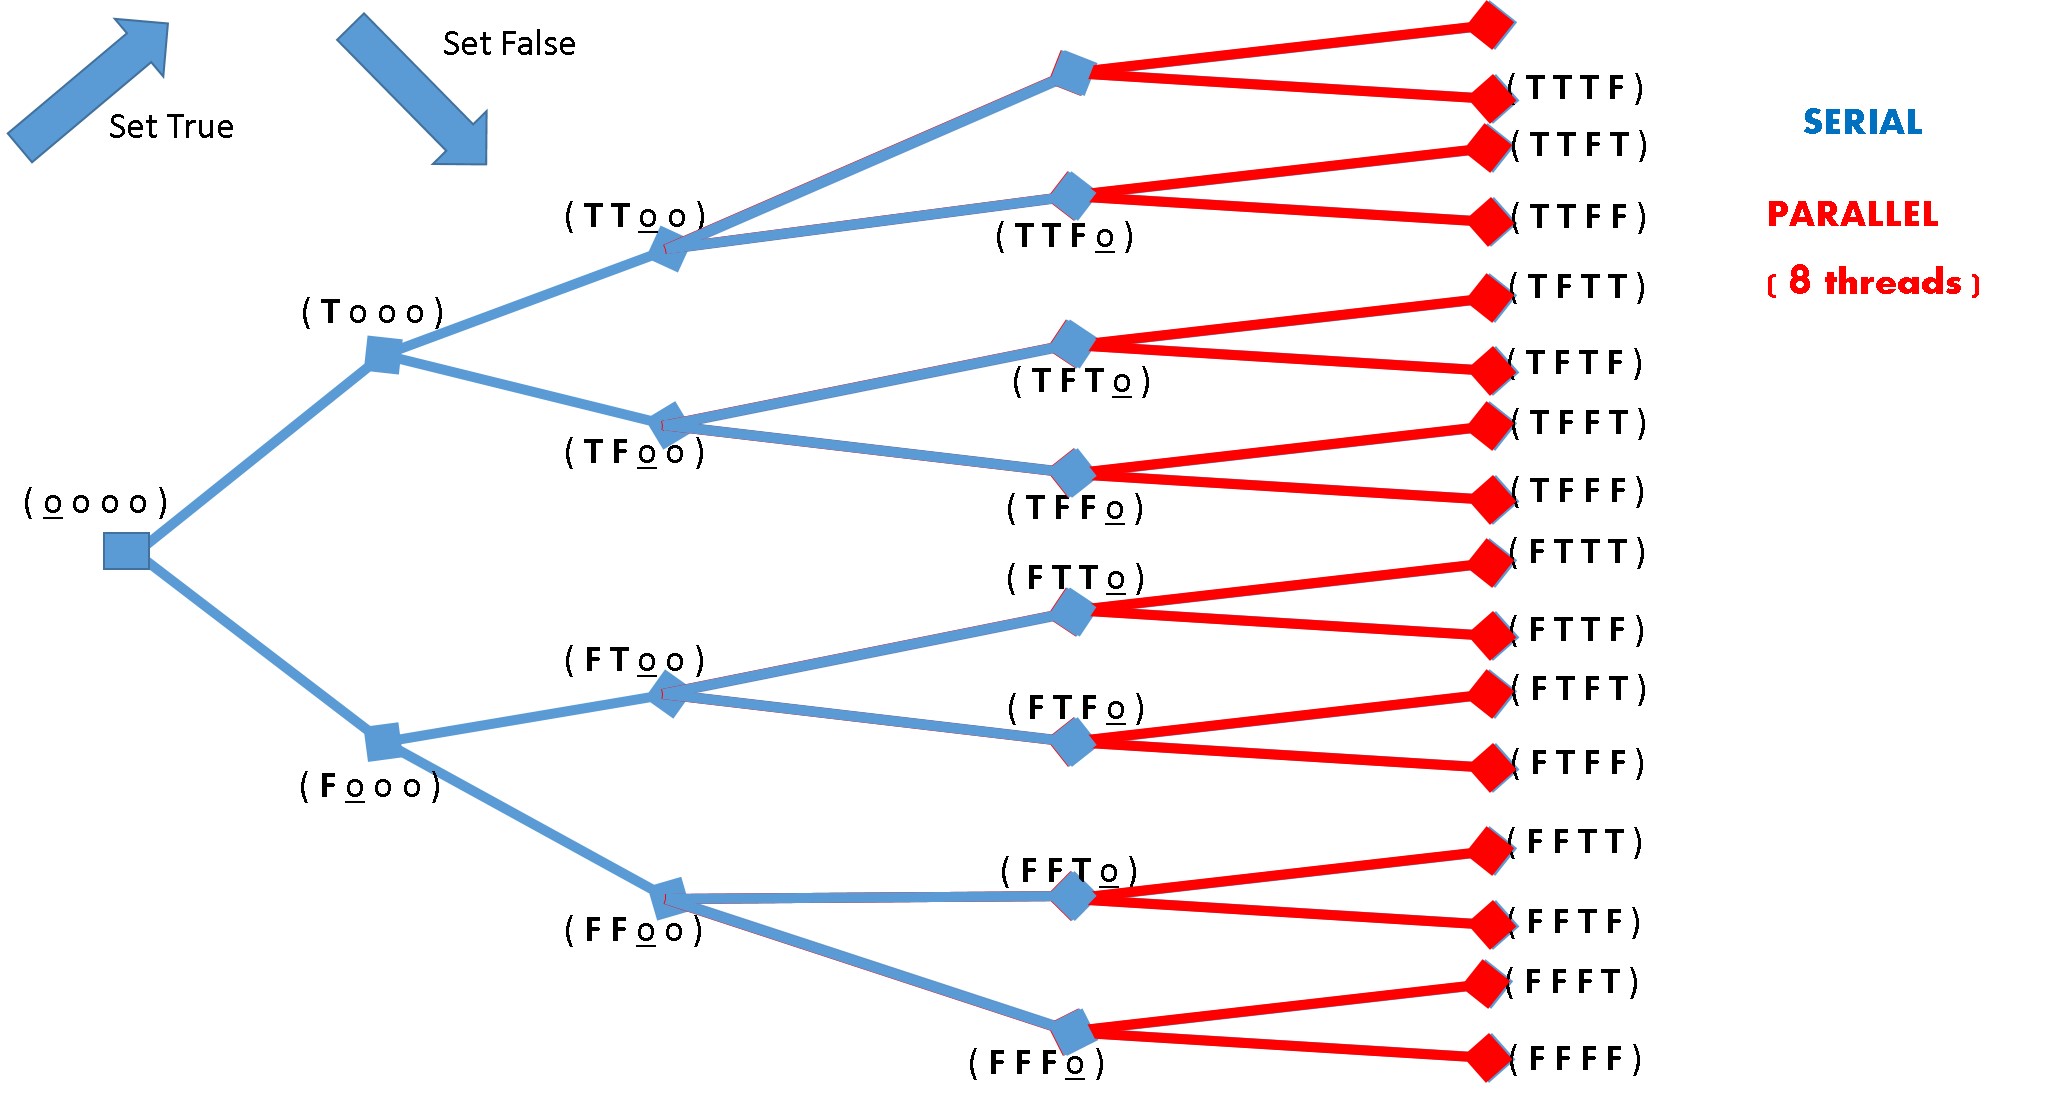 Set True
Set False
SERIAL
PARALLEL
( 8 threads )
( o o o o )
( T o o o )
( F o o o )
( T T o o )
( T F o o )
( F T o o )
( F F o o )
( T T F o )
( T F T o )
( T F F o )
( F T T o )
( F T F o )
( F F T o )
( F F F o )
( T T T F )
( T T F T )
( T T F F )
( T F T T )
( T F T F )
( T F F T )
( T F F F )
( F T T T )
( F T T F )
( F T F T )
( F T F F )
( F F T T )
( F F T F )
( F F F T )
( F F F F )